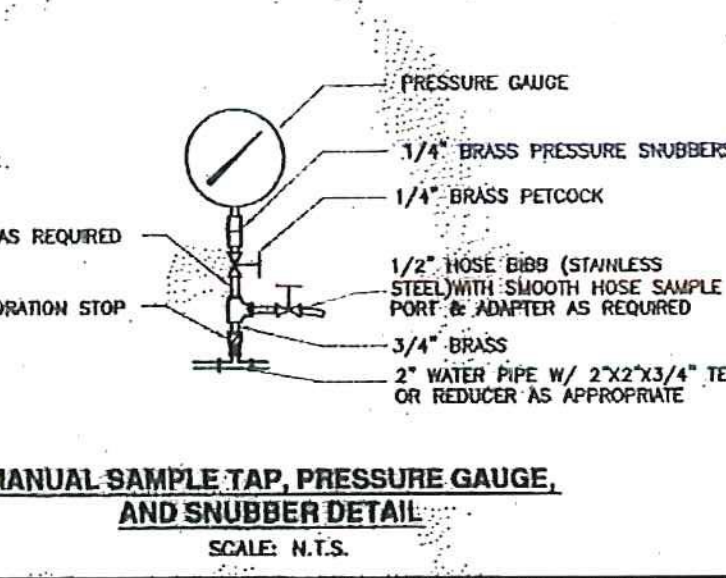 PRESSURE GAUGE
1/4" BRASS PRESSURE SNUBBERS
1/4" BRASS PETCOCK
AS REQUIRED
1/2" HOSE BIBB (STAINLESS
STEEL)WITH SMOOTH HOSE SAMPLE
PORT & ADAPTER AS REQUIRED
ORATION STOP
3/4" BRASS
2" WATER PIPE W/ 2"X2"X3/4" TE
OR REDUCER AS APPROPRIATE
MANUAL SAMPLE TAP, PRESSURE GAUGE,
AND SNUBBER DETAIL
SCALE: N.T.S.